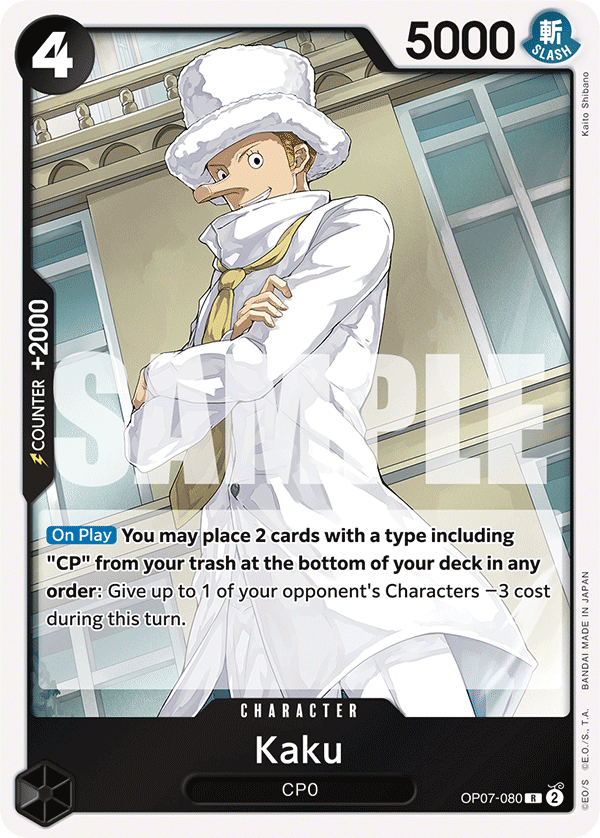 4
5000
斬
SLASH
Kaito Shibano
COUNTER +2000
SAMPLE
On Play You may place 2 cards with a type including
"CP" from your trash at the bottom of your deck in any
order: Give up to 1 of your opponent's Characters −3 cost
during this turn.
CHARACTER
Kaku
CP0
OP07-080 R 2
©EO/S ©E.O./S., T.A. BANDAI MADE IN JAPAN